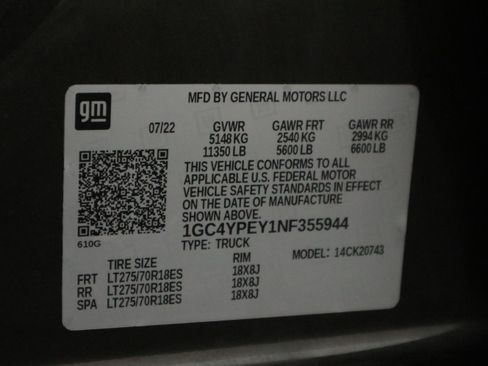 gm
MFD BY GENERAL MOTORS LLC
07/22 GVWR GAWR FRT GAWR RR
5148 KG 2540 KG 2994 KG
11350 LB 5600 LB 6600 LB
THIS VEHICLE CONFORMS TO ALL
APPLICABLE U.S. FEDERAL MOTOR
VEHICLE SAFETY STANDARDS IN EFFECT
ON THE DATE OF MANUFACTURE
SHOWN ABOVE.
1GC4YPEY1NF355944
610G TYPE: TRUCK
MODEL: 14CK20743
TIRE SIZE RIM
FRT LT275/70R18ES 18X8J
RR LT275/70R18ES 18X8J
SPA LT275/70R18ES 18X8J